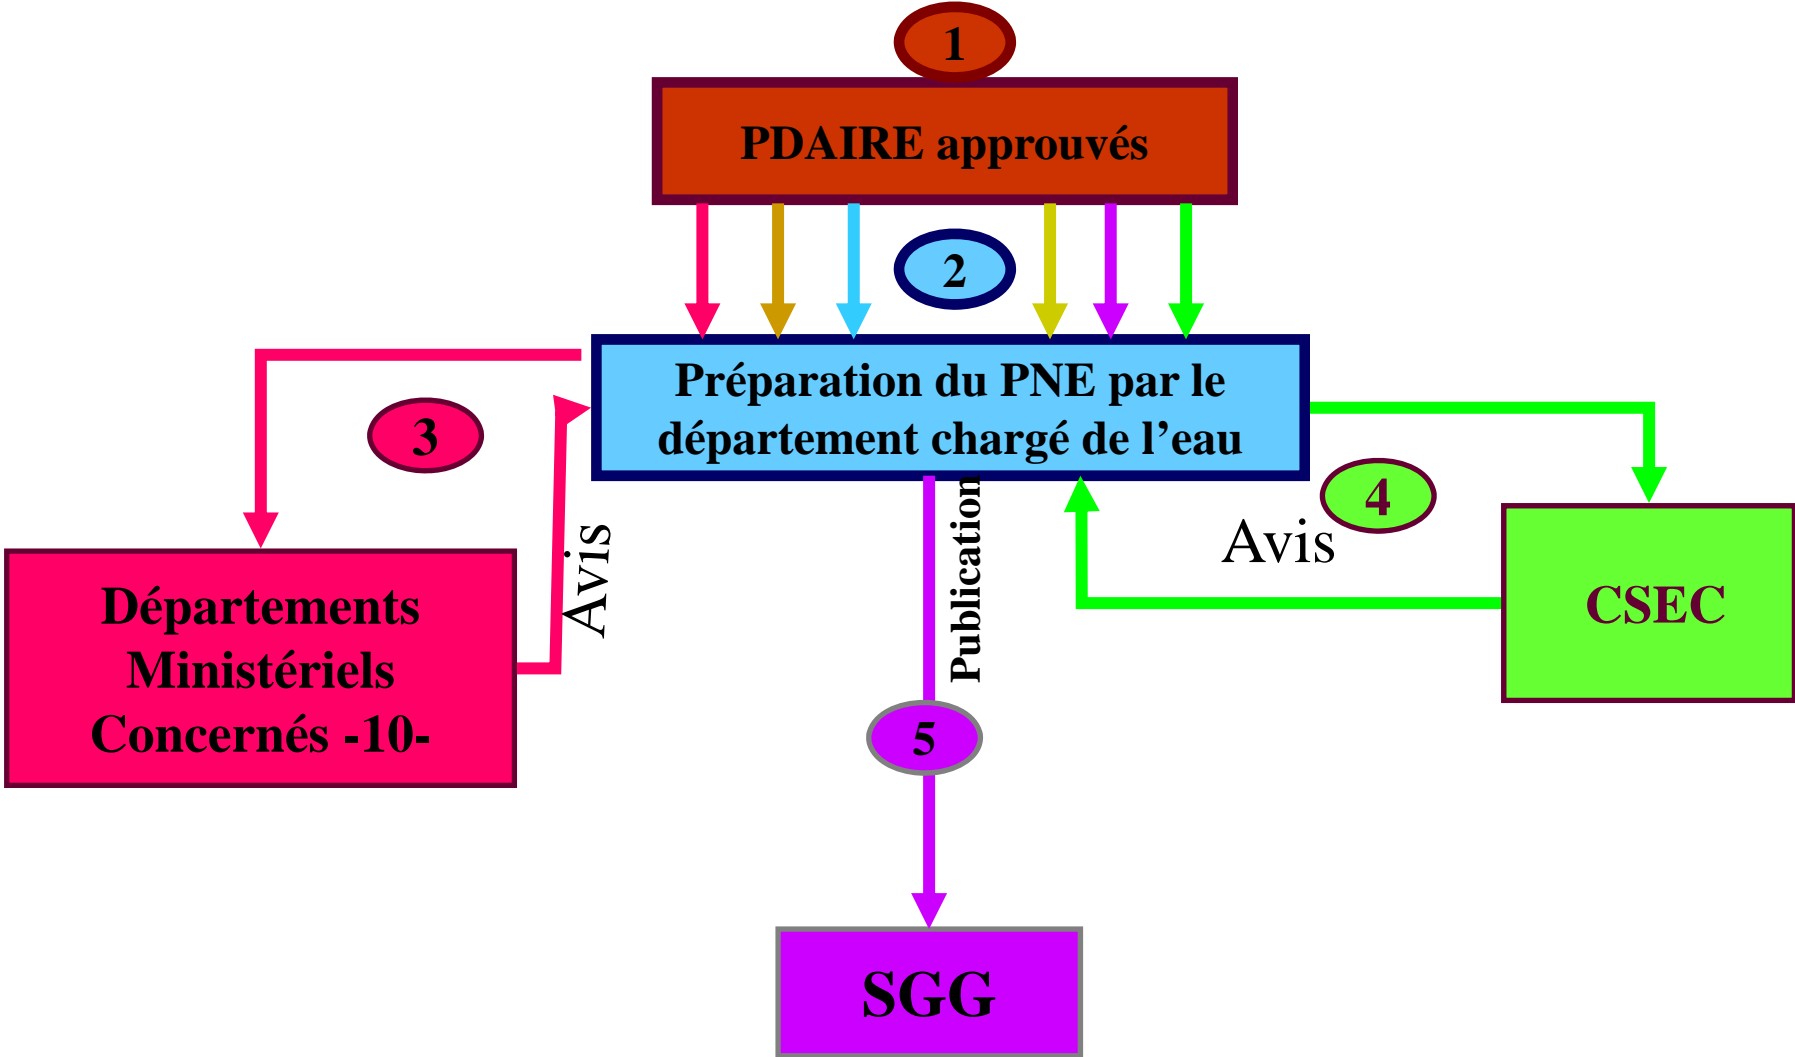 1
PDAIRE approuvés
2
Préparation du PNE par le
département chargé de l’eau
3
Avis
Départements
Ministériels
Concernés -10-
Publication
4
Avis
CSEC
5
SGG